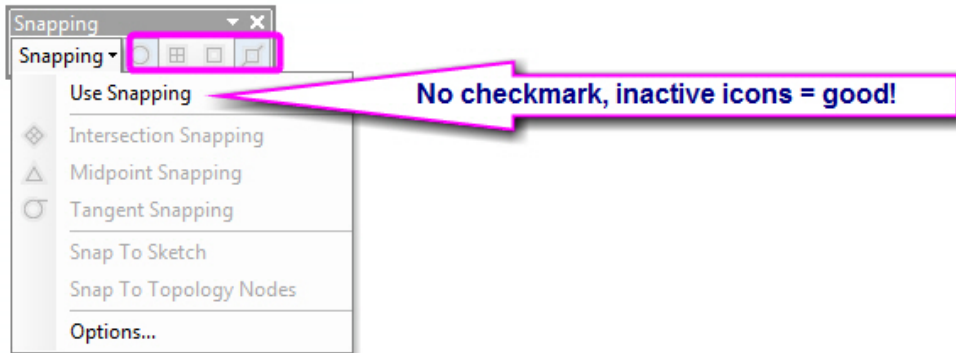 Snapping
Snapping
Use Snapping
No checkmark, inactive icons = good!
Intersection Snapping
Midpoint Snapping
Tangent Snapping
Snap To Sketch
Snap To Topology Nodes
Options...